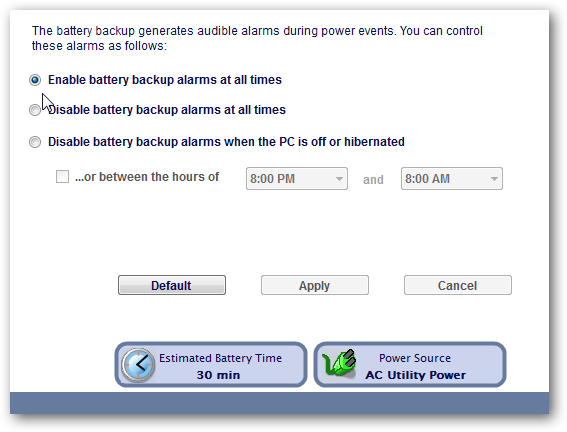 The battery backup generates audible alarms during power events. You can control
these alarms as follows:
Enable battery backup alarms at all times
Disable battery backup alarms at all times
Disable battery backup alarms when the PC is off or hibernated
...or between the hours of 8:00 PM and 8:00 AM
Default Apply Cancel
Estimated Battery Time Power Source
30 min AC Utility Power